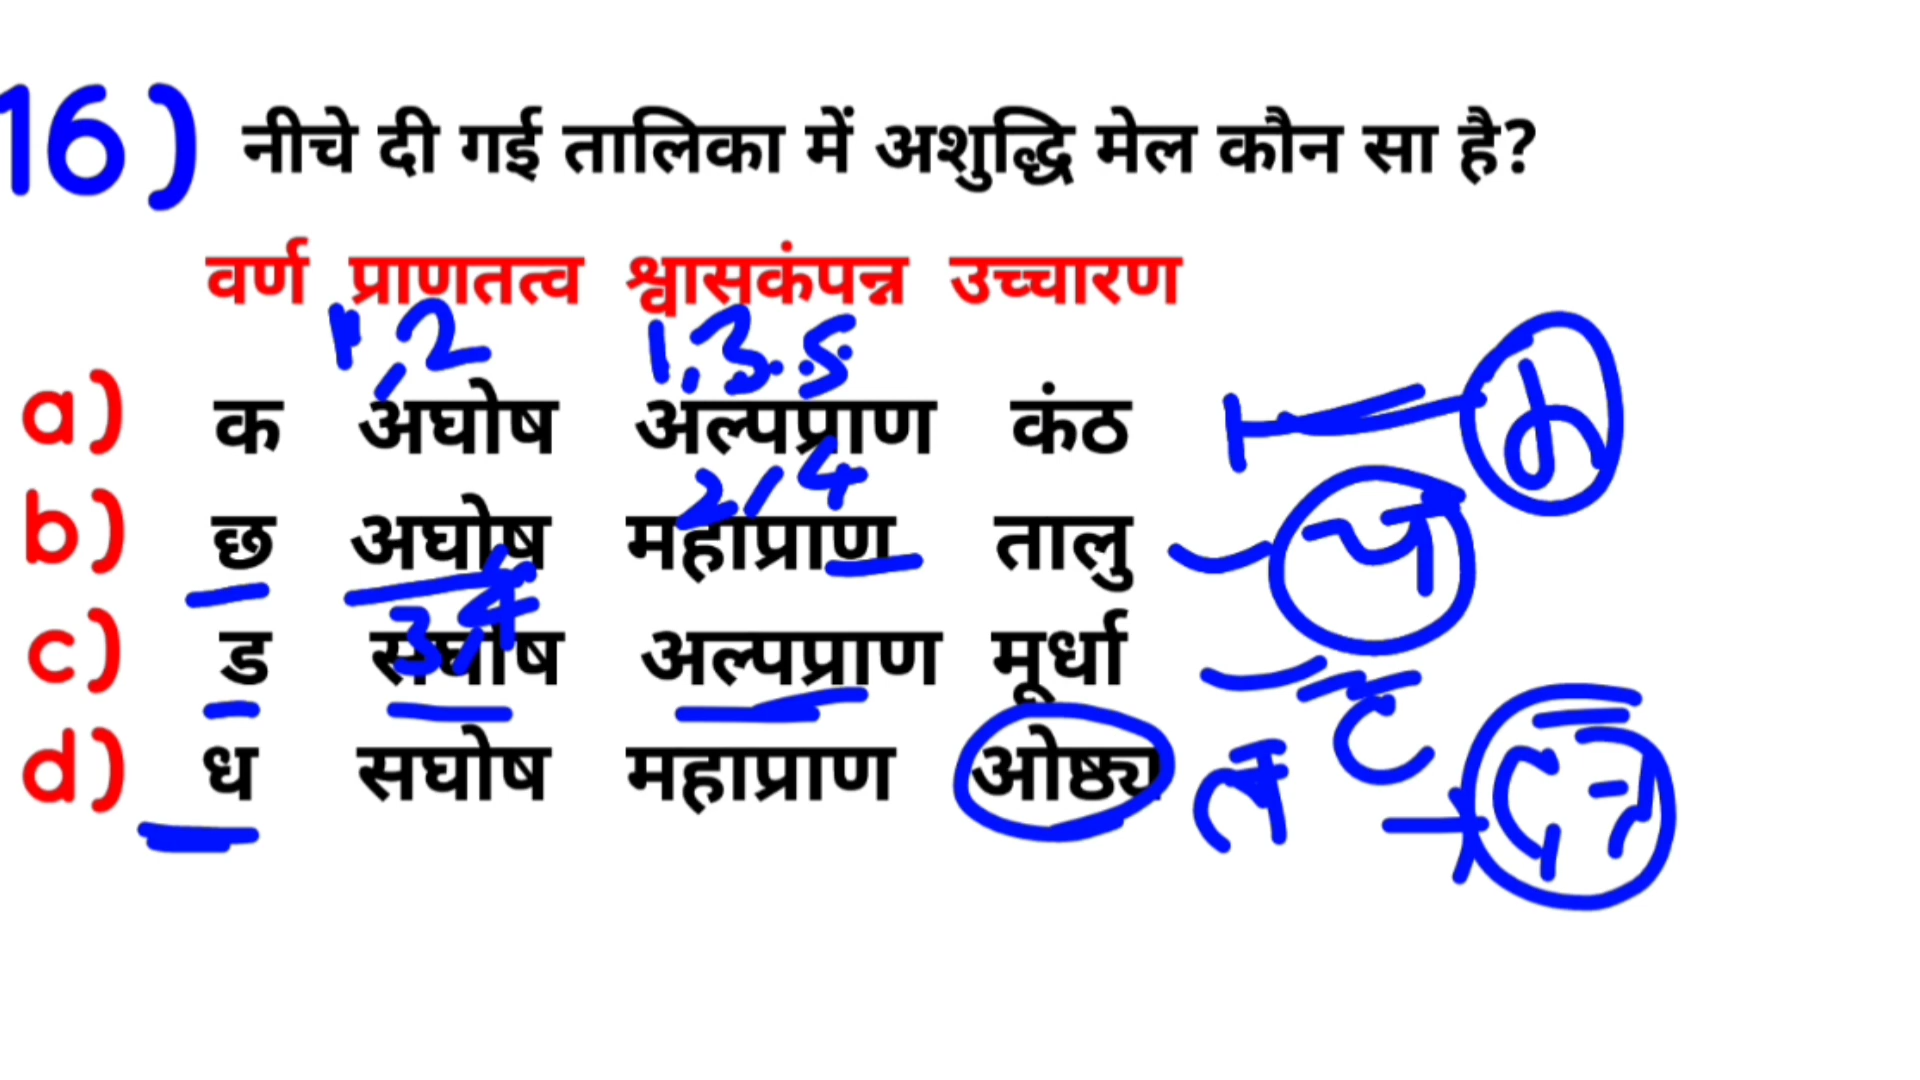 16) नीचे दी गई तालिका में अशुद्धि मेल कौन सा है?
वर्ण प्राणतत्व श्वासकंपन्न उच्चारण
1,2 1,3.5
a) क अघोष अल्पप्राण कंठ
2,4
b) छ अघोष महाप्राण तालु च
3,4
c) ड सघोष अल्पप्राण मूर्धा ट
d) ध सघोष महाप्राण ओष्ठ्य त